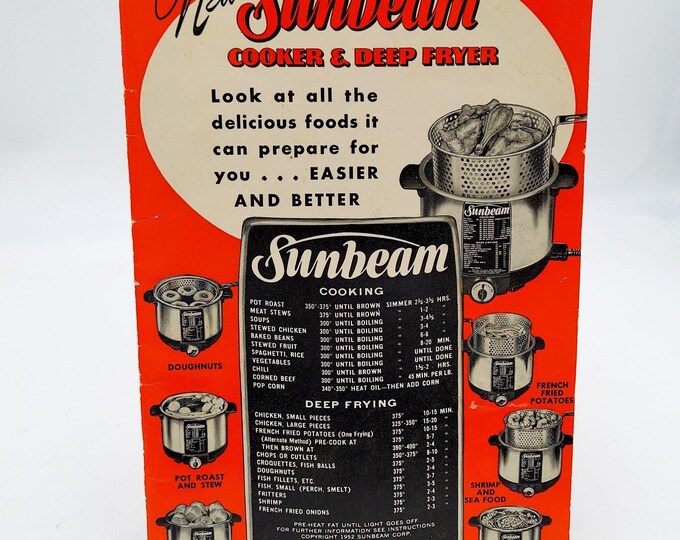 New Sunbeam
COOKER & DEEP FRYER
Look at all the
delicious foods it
can prepare for
you . . . EASIER
AND BETTER
Sunbeam
Sunbeam
COOKING
POT ROAST 350°-375° UNTIL BROWN SIMMER 2½-3½ HRS.
MEAT STEWS 375° UNTIL BROWN " 1-2 "
SOUPS 300° UNTIL BOILING " 3-4½ "
STEWED CHICKEN 300° UNTIL BOILING " 3-4 "
BAKED BEANS 300° UNTIL BOILING " 6-8 "
STEWED FRUIT 300° UNTIL BOILING " 8-20 MIN.
SPAGHETTI, RICE 300° UNTIL BOILING " UNTIL DONE
VEGETABLES 300° UNTIL BOILING " UNTIL DONE
CHILI 300° UNTIL BROWN " 1½-2 HRS.
CORNED BEEF 300° UNTIL BOILING " 45 MIN. PER LB.
POP CORN 340°-350° HEAT OIL—THEN ADD CORN
DEEP FRYING
CHICKEN, SMALL PIECES 375° 10-15 MIN.
CHICKEN, LARGE PIECES 325°-350° 15-20 "
FRENCH FRIED POTATOES (One Frying) 375° 10-15 "
(Alternate Method) PRE-COOK AT 375° 5-7 "
THEN BROWN AT 390°-400° 2-4 "
CHOPS OR CUTLETS 350°-375° 8-10 "
CROQUETTES, FISH BALLS 375° 2-5 "
DOUGHNUTS 375° 2-4 "
FISH FILLETS, ETC. 375° 3-7 "
FISH, SMALL (PERCH, SMELT) 375° 3-5 "
FRITTERS 375° 2-4 "
SHRIMP 375° 2-3 "
FRENCH FRIED ONIONS 375° 2-3 "
PRE-HEAT FAT UNTIL LIGHT GOES OFF
FOR FURTHER INFORMATION SEE INSTRUCTIONS
COPYRIGHT 1952 SUNBEAM CORP.
DOUGHNUTS
POT ROAST
AND STEW
FRENCH
FRIED
POTATOES
SHRIMP
AND
SEA FOOD